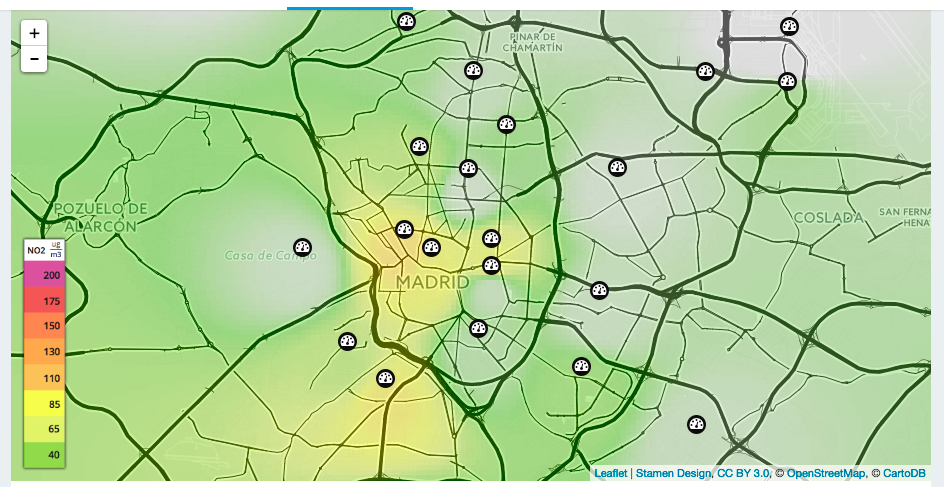 +
−
PINAR DE
CHAMARTÍN
POZUELO DE
ALARCÓN
COSLADA
SAN FERNA
HENA
Casa de Campo
MADRID
NO2 ug
m3
200
175
150
130
110
85
65
40
Leaflet | Stamen Design, CC BY 3.0, © OpenStreetMap, © CartoDB